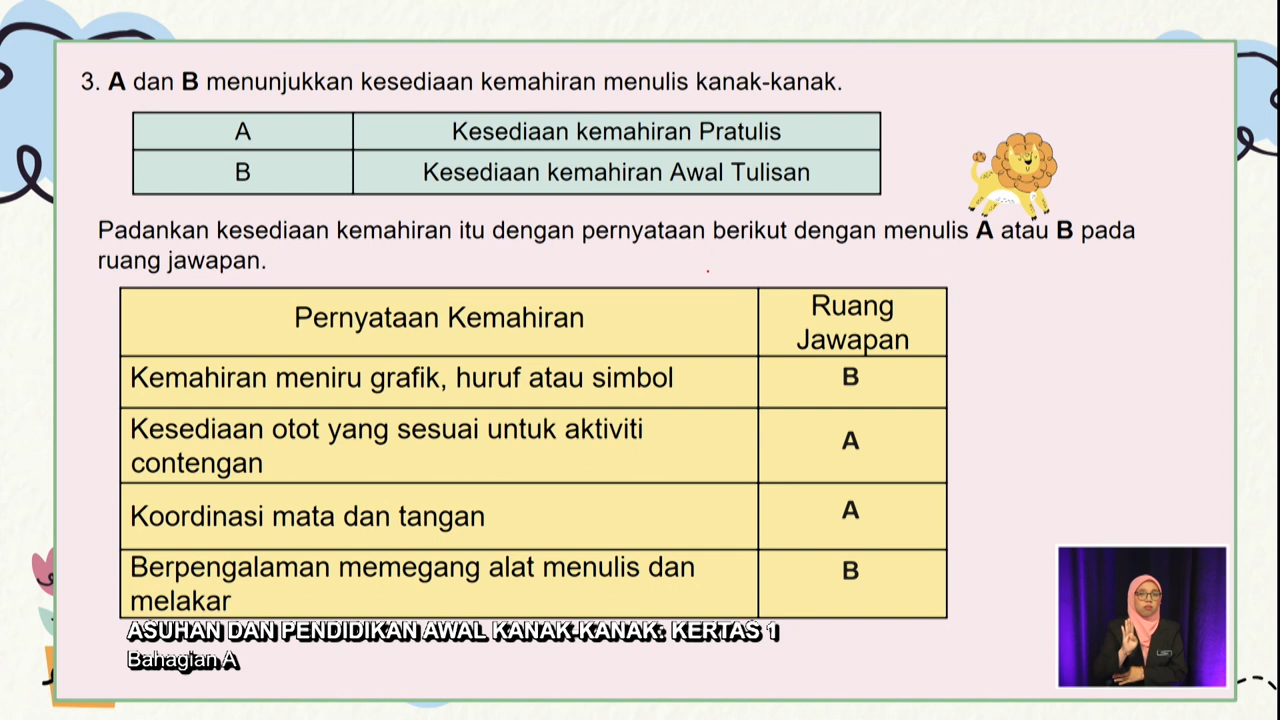 3. A dan B menunjukkan kesediaan kemahiran menulis kanak-kanak.
A
Kesediaan kemahiran Pratulis
B
Kesediaan kemahiran Awal Tulisan
Padankan kesediaan kemahiran itu dengan pernyataan berikut dengan menulis A atau B pada
ruang jawapan.
Pernyataan Kemahiran
Ruang
Jawapan
Kemahiran meniru grafik, huruf atau simbol
B
Kesediaan otot yang sesuai untuk aktiviti
contengan
A
Koordinasi mata dan tangan
A
Berpengalaman memegang alat menulis dan
melakar
B
ASUHAN DAN PENDIDIKAN AWAL KANAK-KANAK: KERTAS 1
Bahagian A